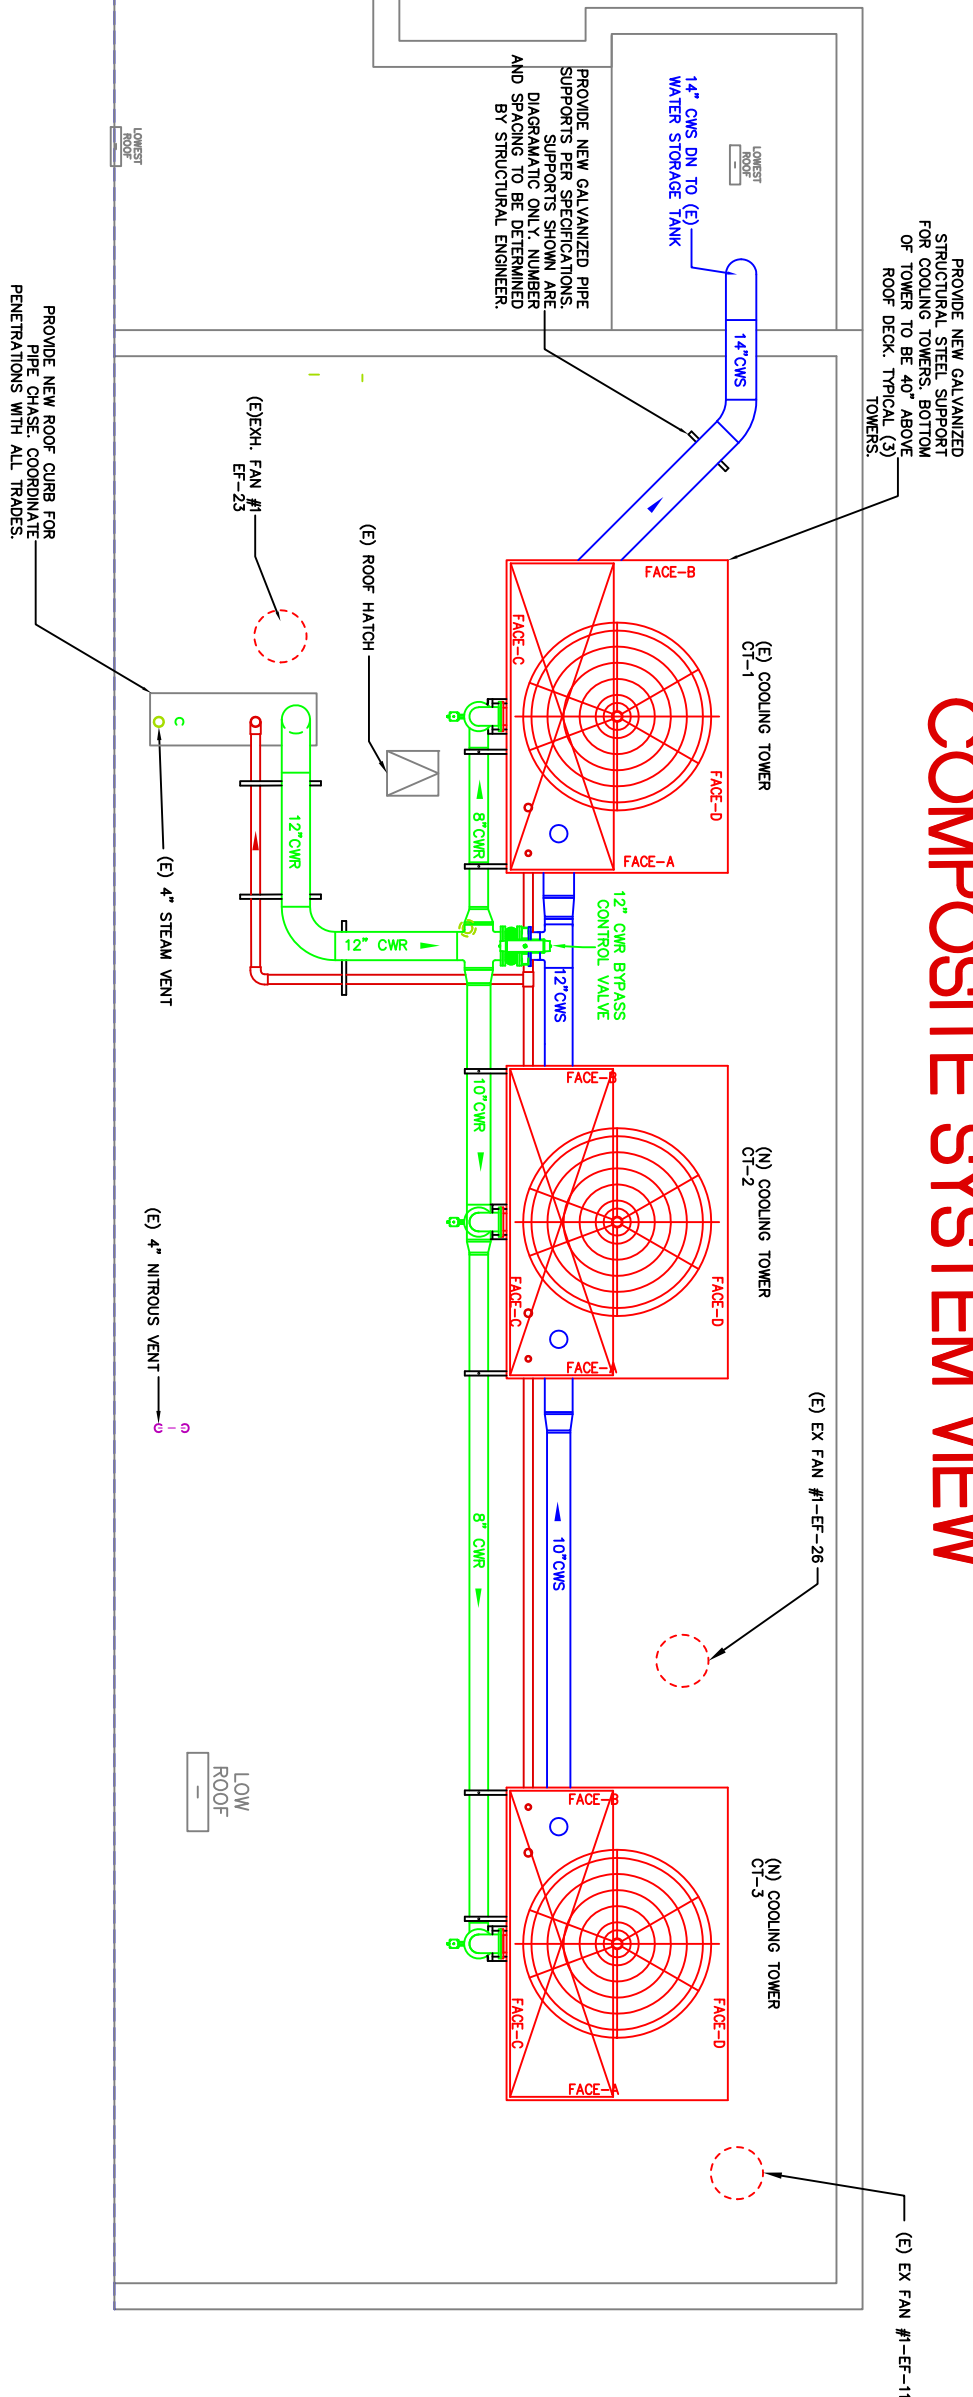 COMPOSITE SYSTEM VIEW
PROVIDE NEW GALVANIZED
STRUCTURAL STEEL SUPPORT
FOR COOLING TOWERS. BOTTOM
OF TOWER TO BE 40" ABOVE
ROOF DECK. TYPICAL (3)
TOWERS.
(E) EX FAN #1-EF-11
(E) EX FAN #1-EF-26
LOWEST
ROOF
-
14" CWS DN TO (E)
WATER STORAGE TANK
14"CWS
PROVIDE NEW GALVANIZED PIPE
SUPPORTS PER SPECIFICATIONS.
SUPPORTS SHOWN ARE
DIAGRAMATIC ONLY. NUMBER
AND SPACING TO BE DETERMINED
BY STRUCTURAL ENGINEER.
(E) COOLING TOWER
CT-1
FACE-B
FACE-D
FACE-A
FACE-C
(N) COOLING TOWER
CT-2
FACE-B
FACE-D
FACE-A
FACE-C
(N) COOLING TOWER
CT-3
FACE-B
FACE-D
FACE-A
FACE-C
12" CWR BYPASS
CONTROL VALVE
12"CWS
10"CWS
8"CWR
10"CWR
8" CWR
12" CWR
12"CWR
(E) ROOF HATCH
(E)EXH. FAN #1
EF-23
LOW
ROOF
-
C
(E) 4" STEAM VENT
(E) 4" NITROUS VENT
G-G
LOWEST
ROOF
-
PROVIDE NEW ROOF CURB FOR
PIPE CHASE. COORDINATE
PENETRATIONS WITH ALL TRADES.